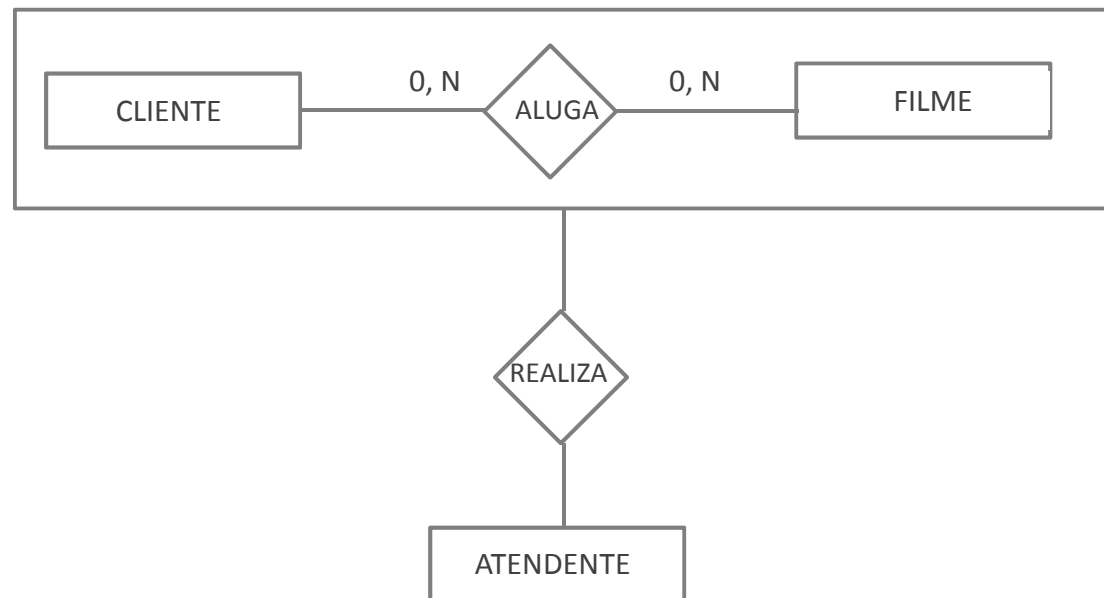 0, N
0, N
CLIENTE
ALUGA
FILME
REALIZA
ATENDENTE